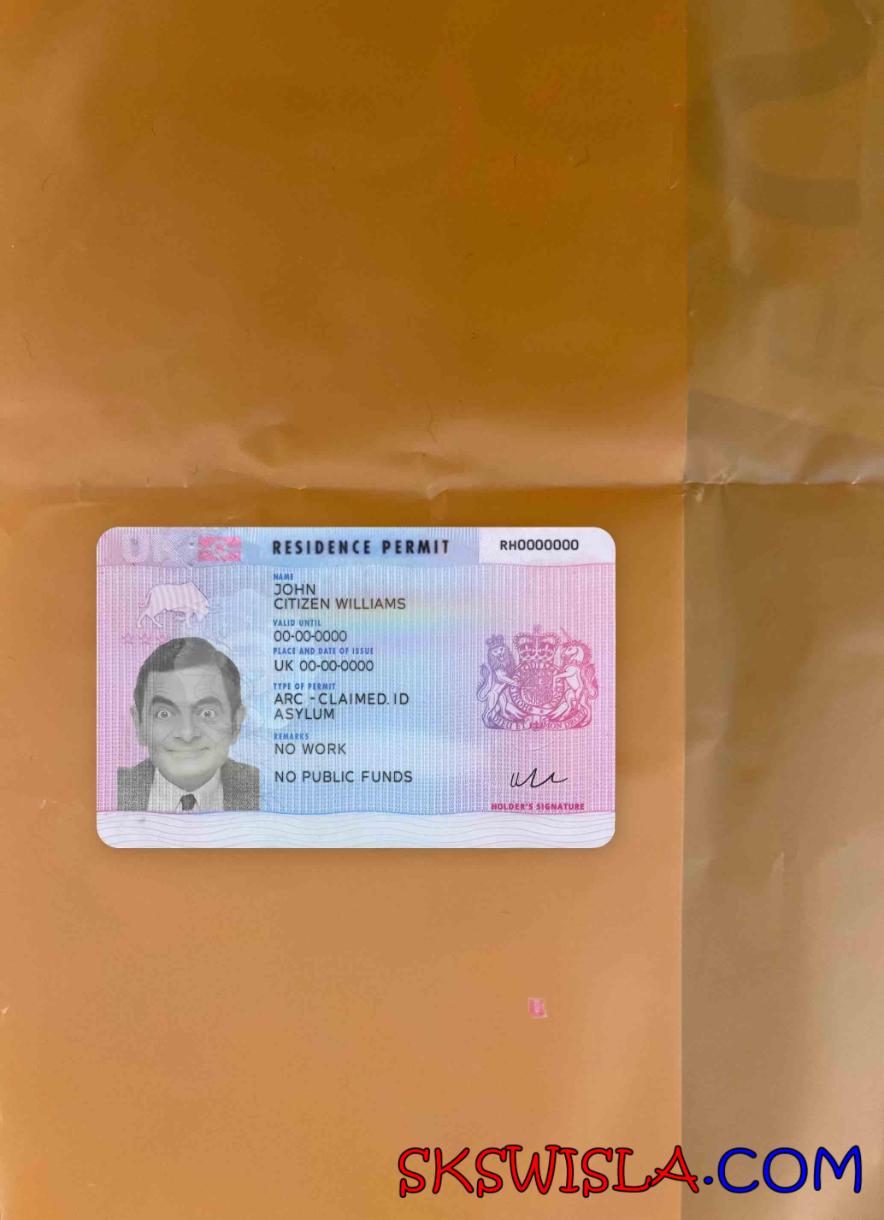 UK
RESIDENCE PERMIT
RH0000000
NAME
JOHN
CITIZEN WILLIAMS
VALID UNTIL
00-00-0000
PLACE AND DATE OF ISSUE
UK 00-00-0000
TYPE OF PERMIT
ARC - CLAIMED. ID
ASYLUM
REMARKS
NO WORK
NO PUBLIC FUNDS
HOLDER'S SIGNATURE
SKSWISLA.COM